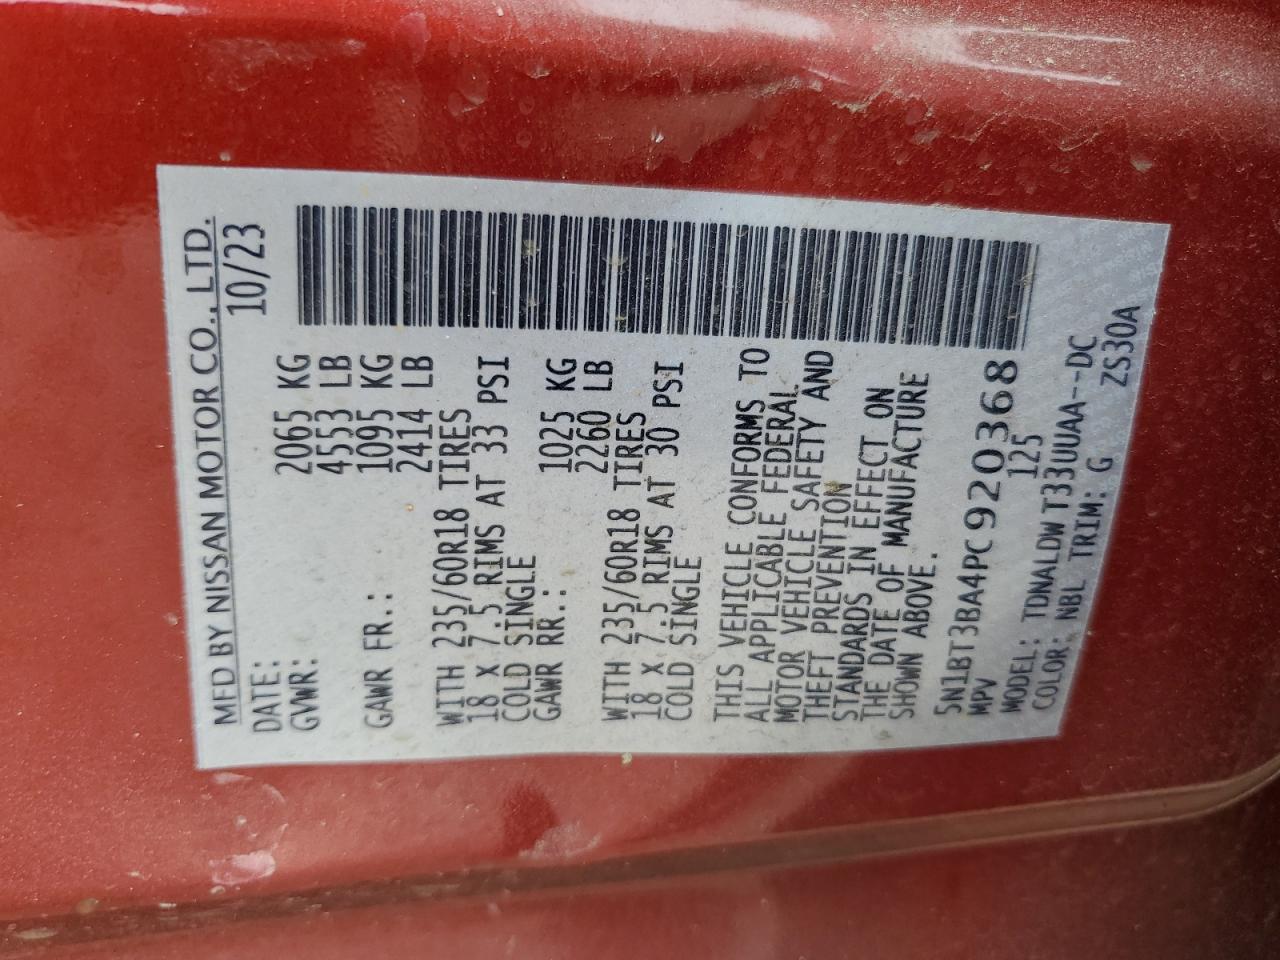 MFD BY NISSAN MOTOR CO., LTD.
DATE: 10/23
GVWR: 2065 KG
4553 LB
GAWR FR.: 1095 KG
2414 LB
WITH 235/60R18 TIRES
18 X 7.5 RIMS AT 33 PSI
COLD SINGLE
GAWR RR.: 1025 KG
2260 LB
WITH 235/60R18 TIRES
18 X 7.5 RIMS AT 30 PSI
COLD SINGLE
THIS VEHICLE CONFORMS TO
ALL APPLICABLE FEDERAL
MOTOR VEHICLE SAFETY AND
THEFT PREVENTION
STANDARDS IN EFFECT ON
THE DATE OF MANUFACTURE
SHOWN ABOVE.
5N1BT3BA4PC920368
MPV 125
MODEL: TDNALDWT33UUAA--DC
COLOR: NBL TRIM: G ZS30A